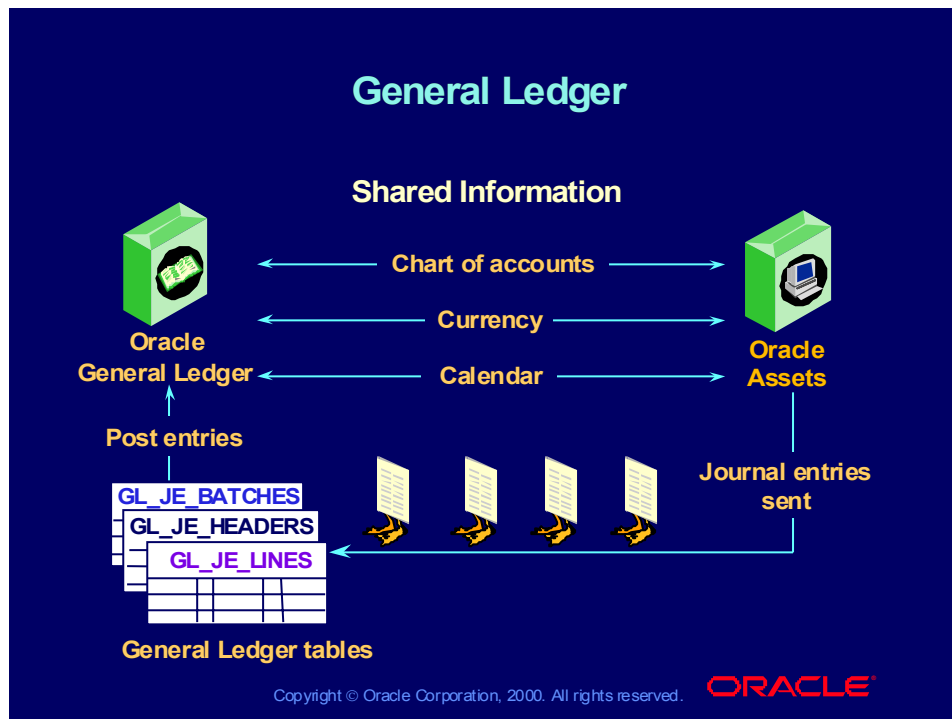 General Ledger
Shared Information
Chart of accounts
Currency
Calendar
Oracle
General Ledger
Oracle
Assets
Post entries
Journal entries
sent
GL_JE_BATCHES
GL_JE_HEADERS
GL_JE_LINES
General Ledger tables
Copyright © Oracle Corporation, 2000. All rights reserved.
ORACLE®